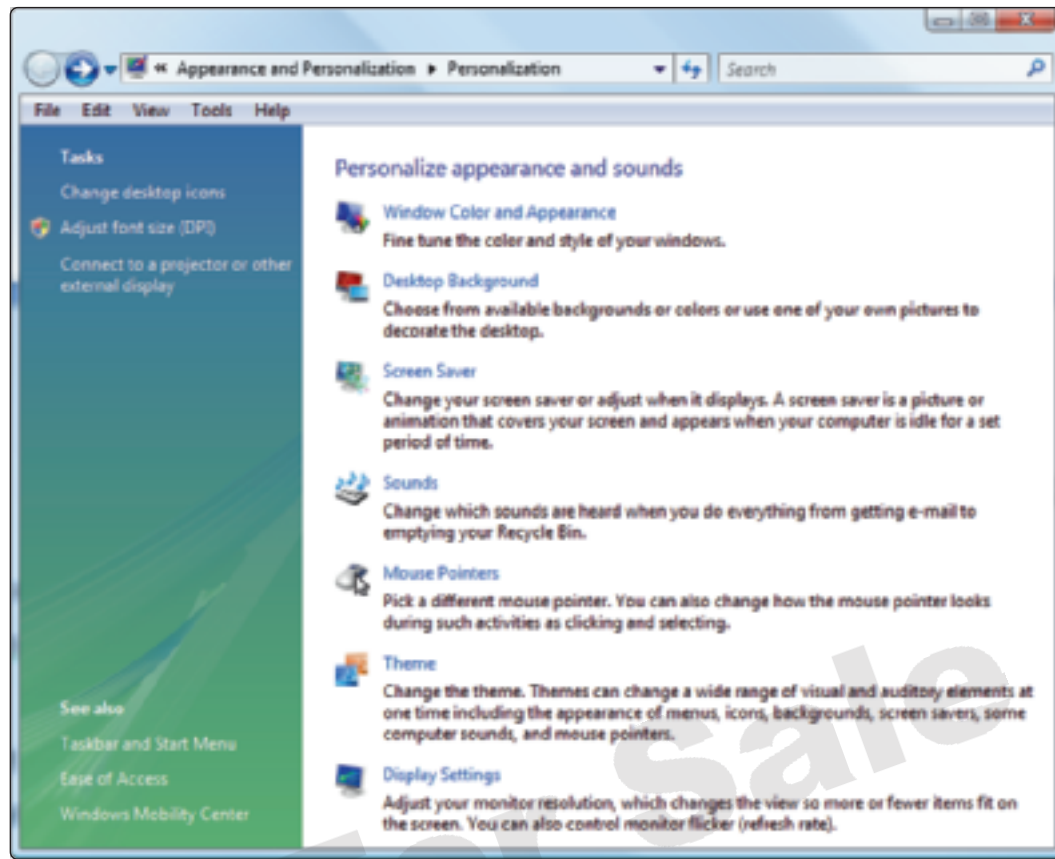 « Appearance and Personalization ▸ Personalization
Search
File Edit View Tools Help
Tasks
Change desktop icons
Adjust font size (DPI)
Connect to a projector or other
external display
See also
Taskbar and Start Menu
Ease of Access
Windows Mobility Center
Personalize appearance and sounds
Window Color and Appearance
Fine tune the color and style of your windows.
Desktop Background
Choose from available backgrounds or colors or use one of your own pictures to
decorate the desktop.
Screen Saver
Change your screen saver or adjust when it displays. A screen saver is a picture or
animation that covers your screen and appears when your computer is idle for a set
period of time.
Sounds
Change which sounds are heard when you do everything from getting e-mail to
emptying your Recycle Bin.
Mouse Pointers
Pick a different mouse pointer. You can also change how the mouse pointer looks
during such activities as clicking and selecting.
Theme
Change the theme. Themes can change a wide range of visual and auditory elements at
one time including the appearance of menus, icons, backgrounds, screen savers, some
computer sounds, and mouse pointers.
Display Settings
Adjust your monitor resolution, which changes the view so more or fewer items fit on
the screen. You can also control monitor flicker (refresh rate).
for Sale